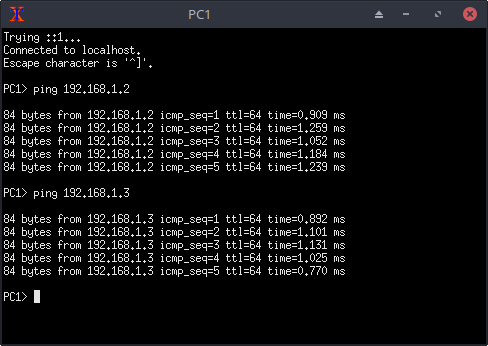 PC1
Trying ::1...
Connected to localhost.
Escape character is '^]'.
PC1> ping 192.168.1.2
84 bytes from 192.168.1.2 icmp_seq=1 ttl=64 time=0.909 ms
84 bytes from 192.168.1.2 icmp_seq=2 ttl=64 time=1.259 ms
84 bytes from 192.168.1.2 icmp_seq=3 ttl=64 time=1.052 ms
84 bytes from 192.168.1.2 icmp_seq=4 ttl=64 time=1.184 ms
84 bytes from 192.168.1.2 icmp_seq=5 ttl=64 time=1.239 ms
PC1> ping 192.168.1.3
84 bytes from 192.168.1.3 icmp_seq=1 ttl=64 time=0.892 ms
84 bytes from 192.168.1.3 icmp_seq=2 ttl=64 time=1.101 ms
84 bytes from 192.168.1.3 icmp_seq=3 ttl=64 time=1.131 ms
84 bytes from 192.168.1.3 icmp_seq=4 ttl=64 time=1.025 ms
84 bytes from 192.168.1.3 icmp_seq=5 ttl=64 time=0.770 ms
PC1>